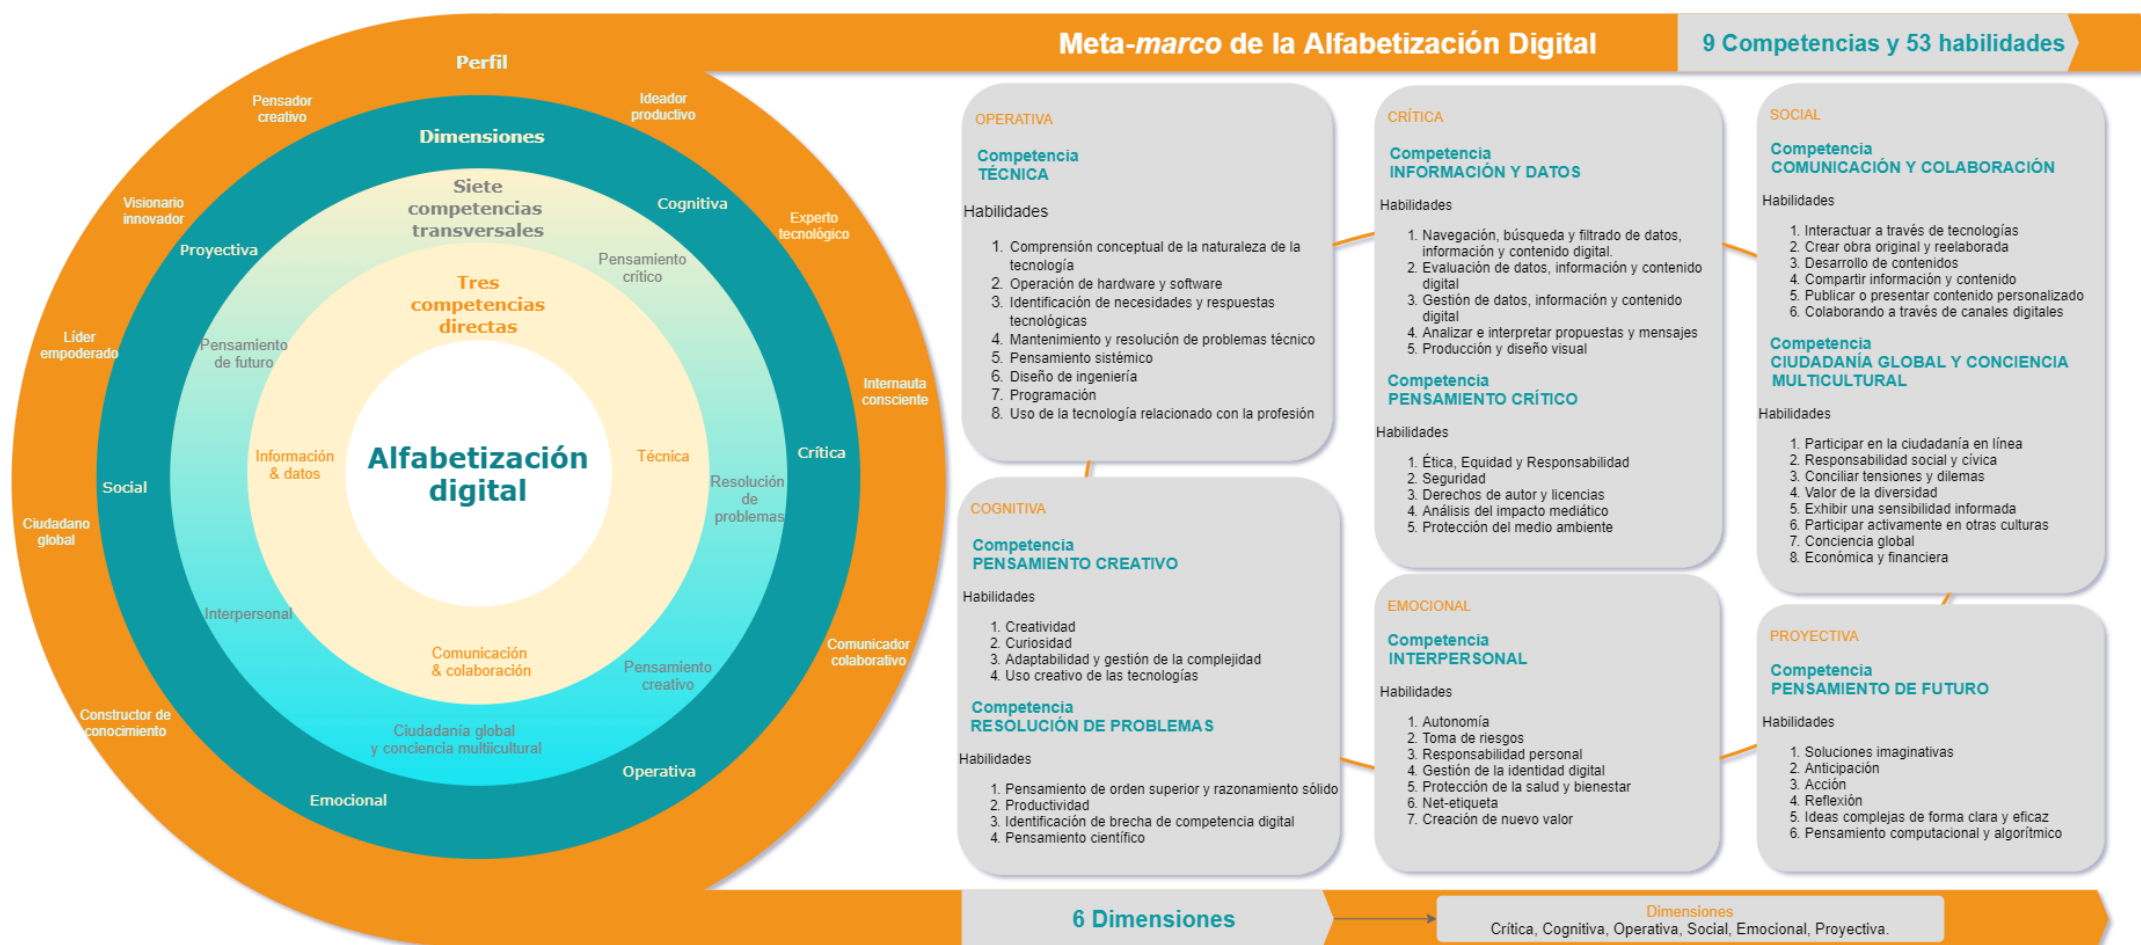 Meta-marco de la Alfabetización Digital
9 Competencias y 53 habilidades
Perfil
Pensador
creativo
Ideador
productivo
Visionario
innovador
Experto
tecnológico
Líder
empoderado
Internauta
consciente
Ciudadano
global
Comunicador
colaborativo
Constructor de
conocimiento
Dimensiones
Cognitiva
Proyectiva
Crítica
Social
Operativa
Emocional
Siete
competencias
transversales
Pensamiento
crítico
Pensamiento
de futuro
Resolución
de
problemas
Interpersonal
Pensamiento
creativo
Ciudadanía global
y conciencia multiicultural
Tres
competencias
directas
Información
& datos
Técnica
Comunicación
& colaboración
Alfabetización
digital
OPERATIVA
Competencia
TÉCNICA
Habilidades
1. Comprensión conceptual de la naturaleza de la
tecnología
2. Operación de hardware y software
3. Identificación de necesidades y respuestas
tecnológicas
4. Mantenimiento y resolución de problemas técnico
5. Pensamiento sistémico
6. Diseño de ingeniería
7. Programación
8. Uso de la tecnología relacionado con la profesión
CRÍTICA
Competencia
INFORMACIÓN Y DATOS
Habilidades
1. Navegación, búsqueda y filtrado de datos,
información y contenido digital.
2. Evaluación de datos, información y contenido
digital
3. Gestión de datos, información y contenido
digital
4. Analizar e interpretar propuestas y mensajes
5. Producción y diseño visual
Competencia
PENSAMIENTO CRÍTICO
Habilidades
1. Ética, Equidad y Responsabilidad
2. Seguridad
3. Derechos de autor y licencias
4. Análisis del impacto mediático
5. Protección del medio ambiente
SOCIAL
Competencia
COMUNICACIÓN Y COLABORACIÓN
Habilidades
1. Interactuar a través de tecnologías
2. Crear obra original y reelaborada
3. Desarrollo de contenidos
4. Compartir información y contenido
5. Publicar o presentar contenido personalizado
6. Colaborando a través de canales digitales
Competencia
CIUDADANÍA GLOBAL Y CONCIENCIA
MULTICULTURAL
Habilidades
1. Participar en la ciudadanía en línea
2. Responsabilidad social y cívica
3. Conciliar tensiones y dilemas
4. Valor de la diversidad
5. Exhibir una sensibilidad informada
6. Participar activamente en otras culturas
7. Conciencia global
8. Económica y financiera
COGNITIVA
Competencia
PENSAMIENTO CREATIVO
Habilidades
1. Creatividad
2. Curiosidad
3. Adaptabilidad y gestión de la complejidad
4. Uso creativo de las tecnologías
Competencia
RESOLUCIÓN DE PROBLEMAS
Habilidades
1. Pensamiento de orden superior y razonamiento sólido
2. Productividad
3. Identificación de brecha de competencia digital
4. Pensamiento científico
EMOCIONAL
Competencia
INTERPERSONAL
Habilidades
1. Autonomía
2. Toma de riesgos
3. Responsabilidad personal
4. Gestión de la identidad digital
5. Protección de la salud y bienestar
6. Net-etiqueta
7. Creación de nuevo valor
PROYECTIVA
Competencia
PENSAMIENTO DE FUTURO
Habilidades
1. Soluciones imaginativas
2. Anticipación
3. Acción
4. Reflexión
5. Ideas complejas de forma clara y eficaz
6. Pensamiento computacional y algorítmico
6 Dimensiones
Dimensiones
Crítica, Cognitiva, Operativa, Social, Emocional, Proyectiva.